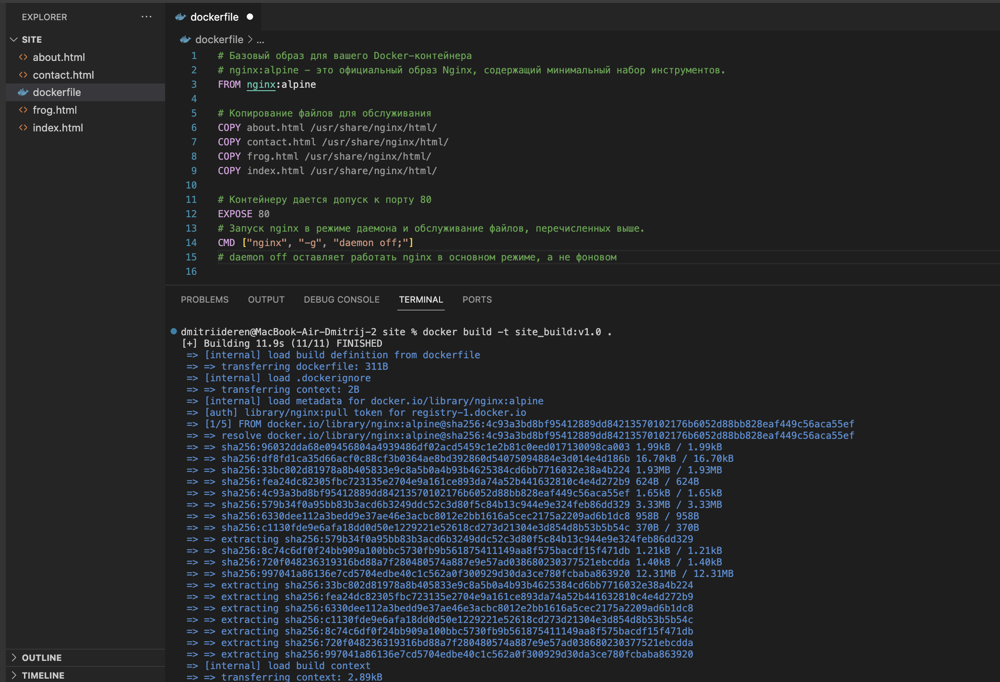 EXPLORER
...
SITE
about.html
contact.html
dockerfile
frog.html
index.html
OUTLINE
TIMELINE
dockerfile
dockerfile > ...
1 # Базовый образ для вашего Docker-контейнера
2 # nginx:alpine - это официальный образ Nginx, содержащий минимальный набор инструментов.
3 FROM nginx:alpine
4
5 # Копирование файлов для обслуживания
6 COPY about.html /usr/share/nginx/html/
7 COPY contact.html /usr/share/nginx/html/
8 COPY frog.html /usr/share/nginx/html/
9 COPY index.html /usr/share/nginx/html/
10
11 # Контейнеру дается допуск к порту 80
12 EXPOSE 80
13 # Запуск nginx в режиме даемона и обслуживание файлов, перечисленных выше.
14 CMD ["nginx", "-g", "daemon off;"]
15 # daemon off оставляет работать nginx в основном режиме, а не фоновом
16
PROBLEMS OUTPUT DEBUG CONSOLE TERMINAL PORTS
dmitriideren@MacBook-Air-Dmitrij-2 site % docker build -t site_build:v1.0 .
[+] Building 11.9s (11/11) FINISHED
=> [internal] load build definition from dockerfile
=> => transferring dockerfile: 311B
=> [internal] load .dockerignore
=> => transferring context: 2B
=> [internal] load metadata for docker.io/library/nginx:alpine
=> [auth] library/nginx:pull token for registry-1.docker.io
=> [1/5] FROM docker.io/library/nginx:alpine@sha256:4c93a3bd8bf95412889dd84213570102176b6052d88bb828eaf449c56aca55ef
=> => resolve docker.io/library/nginx:alpine@sha256:4c93a3bd8bf95412889dd84213570102176b6052d88bb828eaf449c56aca55ef
=> => sha256:96032dda68e09456804a4939486df02acd5459c1e2b81c0eed017130098ca003 1.99kB / 1.99kB
=> => sha256:df8fd1ca35d66acf0c88cf3b0364ae8bd392860d54075094884e3d014e4d186b 16.70kB / 16.70kB
=> => sha256:33bc802d81978a8b405833e9c8a5b0a4b93b4625384cd6bb7716032e38a4b224 1.93MB / 1.93MB
=> => sha256:fea24dc82305fbc723135e2704e9a161ce893da74a52b441632810c4e4d272b9 624B / 624B
=> => sha256:4c93a3bd8bf95412889dd84213570102176b6052d88bb828eaf449c56aca55ef 1.65kB / 1.65kB
=> => sha256:579b34f0a95bb83b3acd6b3249ddc52c3d80f5c84b13c944e9e324feb86dd329 3.33MB / 3.33MB
=> => sha256:6330dee112a3bedd9e37ae46e3acbc8012e2bb1616a5cec2175a2209ad6b1dc8 958B / 958B
=> => sha256:c1130fde9e6afa18dd0d50e1229221e52618cd273d21304e3d854d8b53b5b54c 370B / 370B
=> => extracting sha256:579b34f0a95bb83b3acd6b3249ddc52c3d80f5c84b13c944e9e324feb86dd329
=> => sha256:8c74c6df0f24bb909a100bbc5730fb9b561875411149aa8f575bacdf15f471db 1.21kB / 1.21kB
=> => sha256:720f048236319316bd88a7f280480574a887e9e57ad038680230377521ebcdda 1.40kB / 1.40kB
=> => sha256:997041a86136e7cd5704edbe40c1c562a0f300929d30da3ce780fcbaba863920 12.31MB / 12.31MB
=> => extracting sha256:33bc802d81978a8b405833e9c8a5b0a4b93b4625384cd6bb7716032e38a4b224
=> => extracting sha256:fea24dc82305fbc723135e2704e9a161ce893da74a52b441632810c4e4d272b9
=> => extracting sha256:6330dee112a3bedd9e37ae46e3acbc8012e2bb1616a5cec2175a2209ad6b1dc8
=> => extracting sha256:c1130fde9e6afa18dd0d50e1229221e52618cd273d21304e3d854d8b53b5b54c
=> => extracting sha256:8c74c6df0f24bb909a100bbc5730fb9b561875411149aa8f575bacdf15f471db
=> => extracting sha256:720f048236319316bd88a7f280480574a887e9e57ad038680230377521ebcdda
=> => extracting sha256:997041a86136e7cd5704edbe40c1c562a0f300929d30da3ce780fcbaba863920
=> [internal] load build context
=> => transferring context: 2.89kB